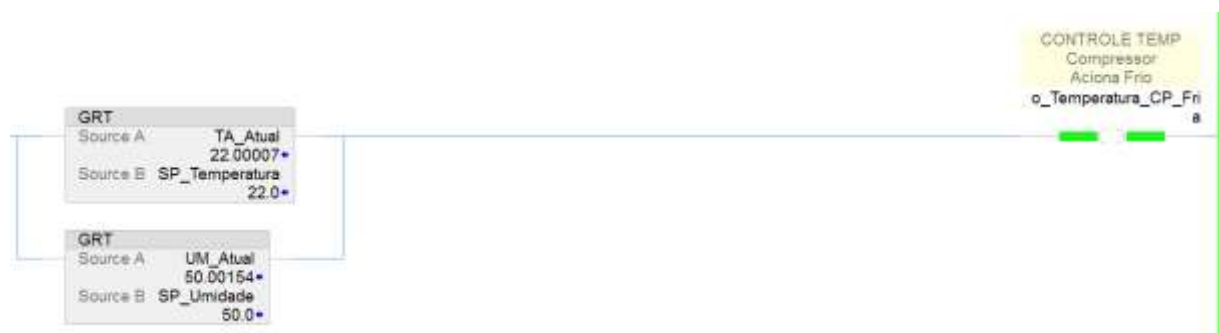 CONTROLE TEMP
Compressor
Aciona Frio
o_Temperatura_CP_Fri
a
GRT
Source A TA_Atual
22.00007
Source B SP_Temperatura
22.0
GRT
Source A UM_Atual
50.00154
Source B SP_Umidade
50.0